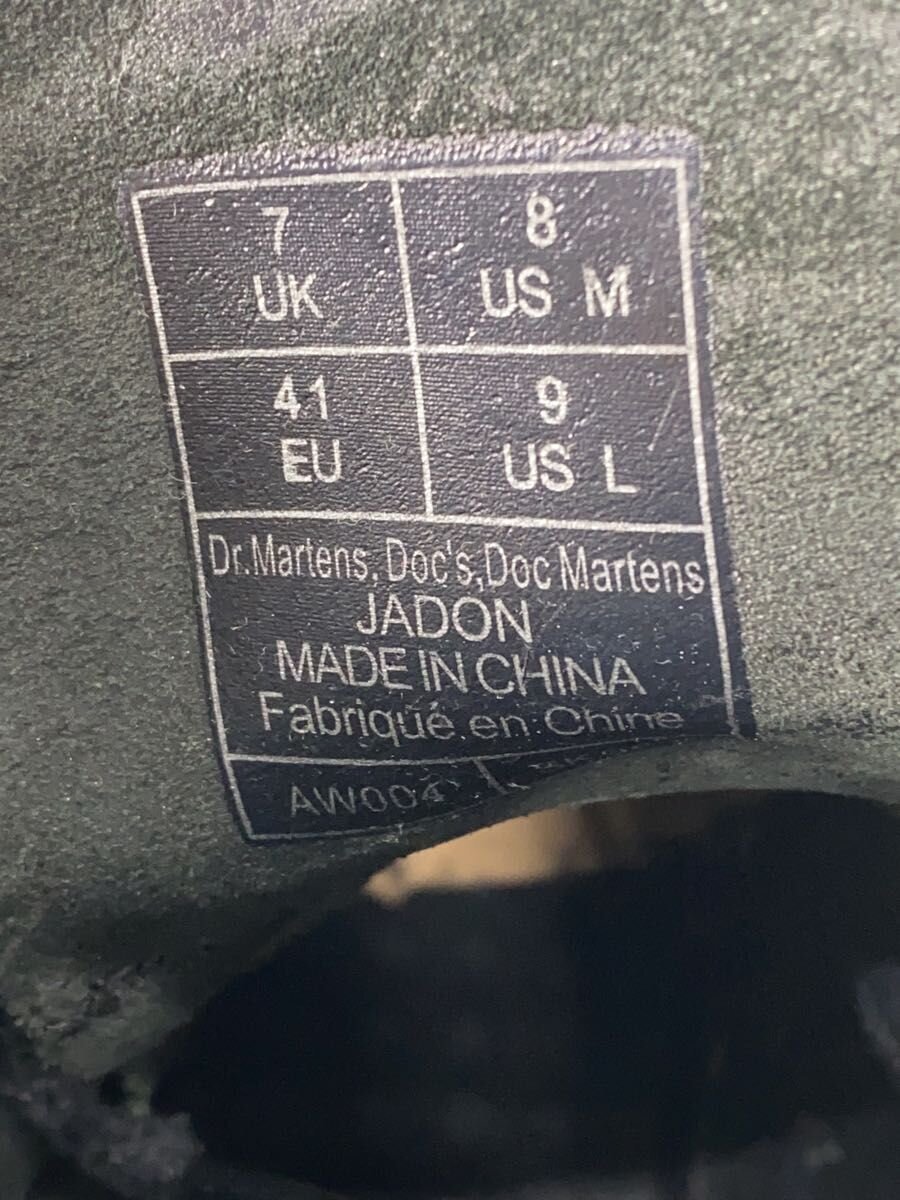 7 8
UK US M
41 9
EU US L
Dr.Martens, Doc's, Doc Martens
JADON
MADE IN CHINA
Fabriqué en Chine
AW004